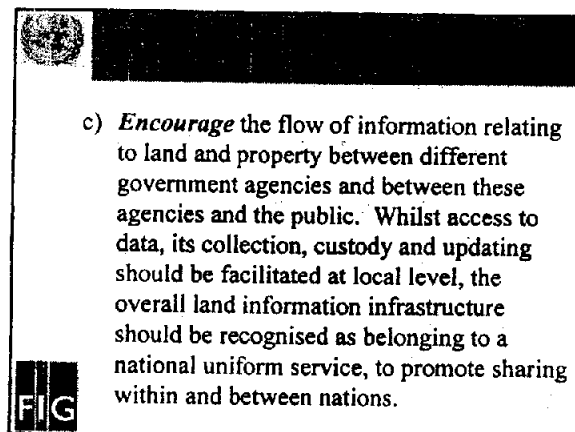 c) Encourage the flow of information relating
to land and property between different
government agencies and between these
agencies and the public. Whilst access to
data, its collection, custody and updating
should be facilitated at local level, the
overall land information infrastructure
should be recognised as belonging to a
national uniform service, to promote sharing
within and between nations.
FIG